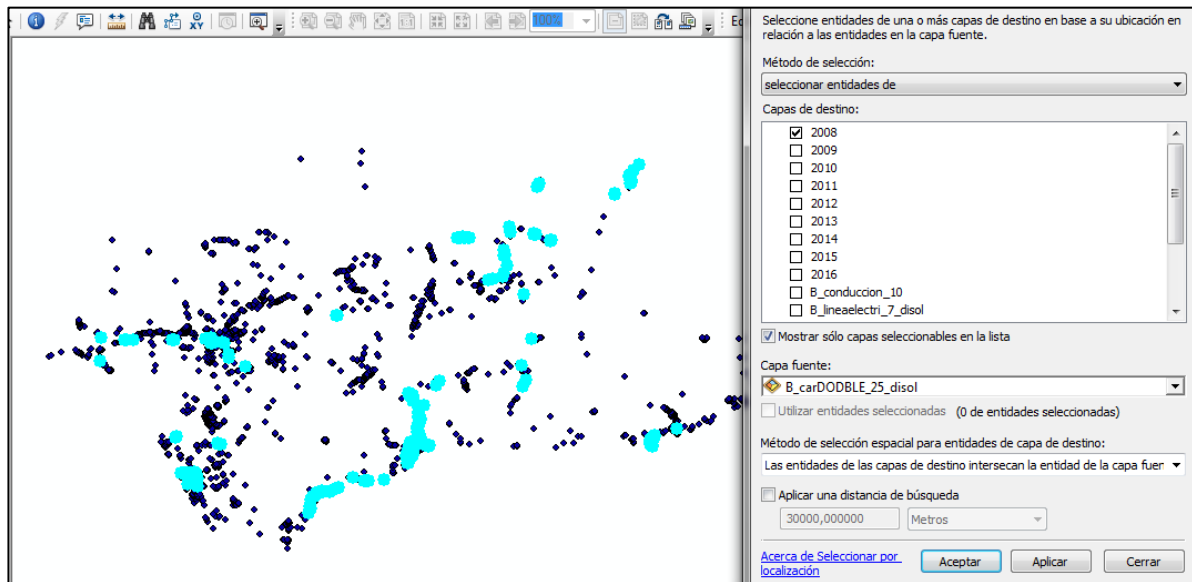 XY
1:1
100%
Ed
Seleccione entidades de una o más capas de destino en base a su ubicación en
relación a las entidades en la capa fuente.
Método de selección:
seleccionar entidades de
Capas de destino:
2008
2009
2010
2011
2012
2013
2014
2015
2016
B_conduccion_10
B_lineaelectri_7_disol
Mostrar sólo capas seleccionables en la lista
Capa fuente:
B_carDODBLE_25_disol
Utilizar entidades seleccionadas (0 de entidades seleccionadas)
Método de selección espacial para entidades de capa de destino:
Las entidades de las capas de destino intersecan la entidad de la capa fuen
Aplicar una distancia de búsqueda
30000,000000 Metros
Acerca de Seleccionar por
localización
Aceptar Aplicar Cerrar